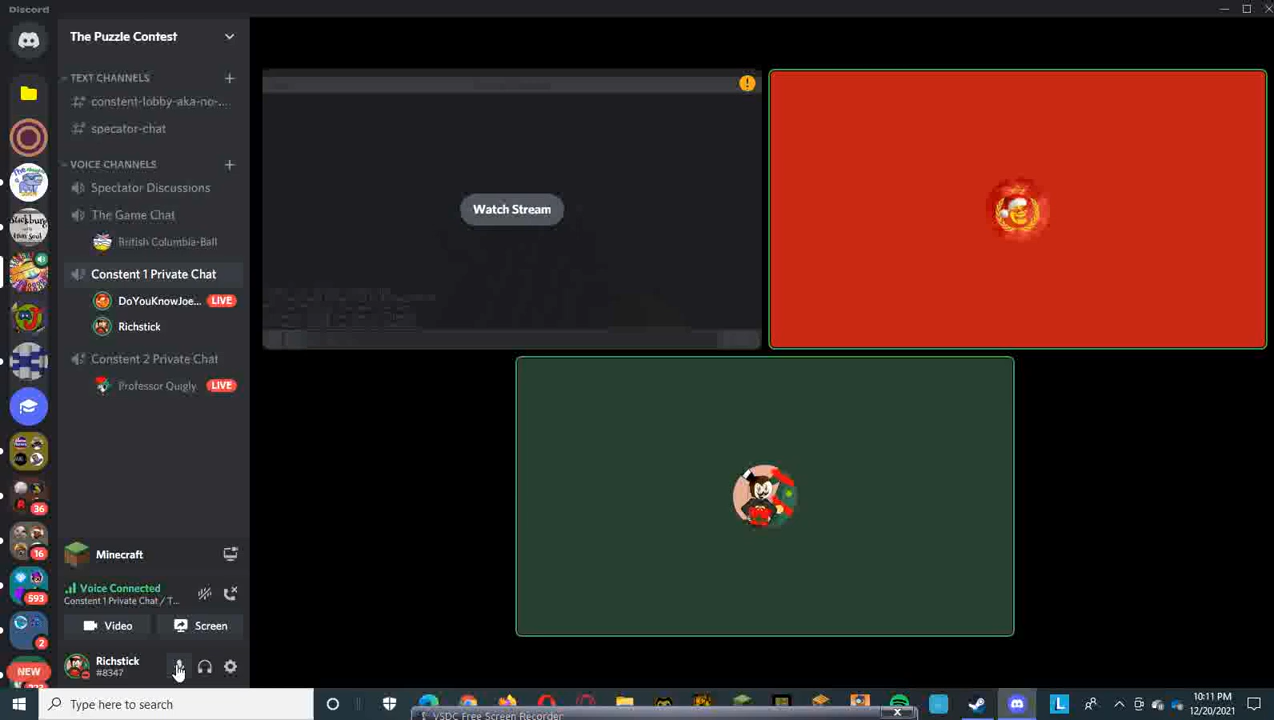 Discord
The Puzzle Contest
TEXT CHANNELS
constent-lobby-aka-no-...
specator-chat
VOICE CHANNELS
Spectator Discussions
The Game Chat
British Columbia-Ball
Constent 1 Private Chat
DoYouKnowJoe... LIVE
Richstick
Constent 2 Private Chat
Professor Quigly LIVE
Watch Stream
36
16
593
2
NEW
Minecraft
Voice Connected
Constent 1 Private Chat / T...
Video Screen
Richstick
#8347
Type here to search
VSDC Free Screen Recorder
10:11 PM
12/20/2021